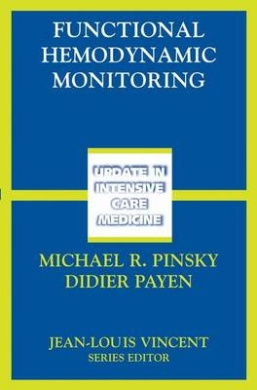 FUNCTIONAL
HEMODYNAMIC
MONITORING
UPDATE IN
INTENSIVE
CARE
MEDICINE
MICHAEL R. PINSKY
DIDIER PAYEN
JEAN-LOUIS VINCENT
SERIES EDITOR